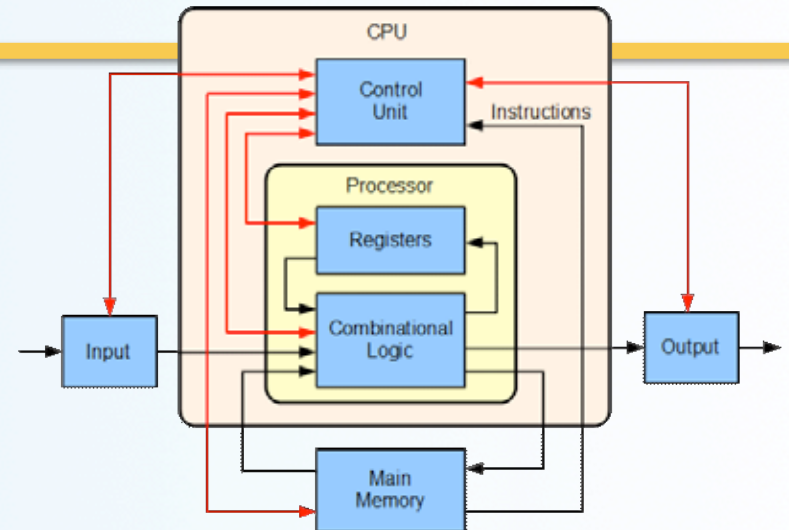 CPU
Control
Unit
Instructions
Processor
Registers
Combinational
Logic
Input
Output
Main
Memory